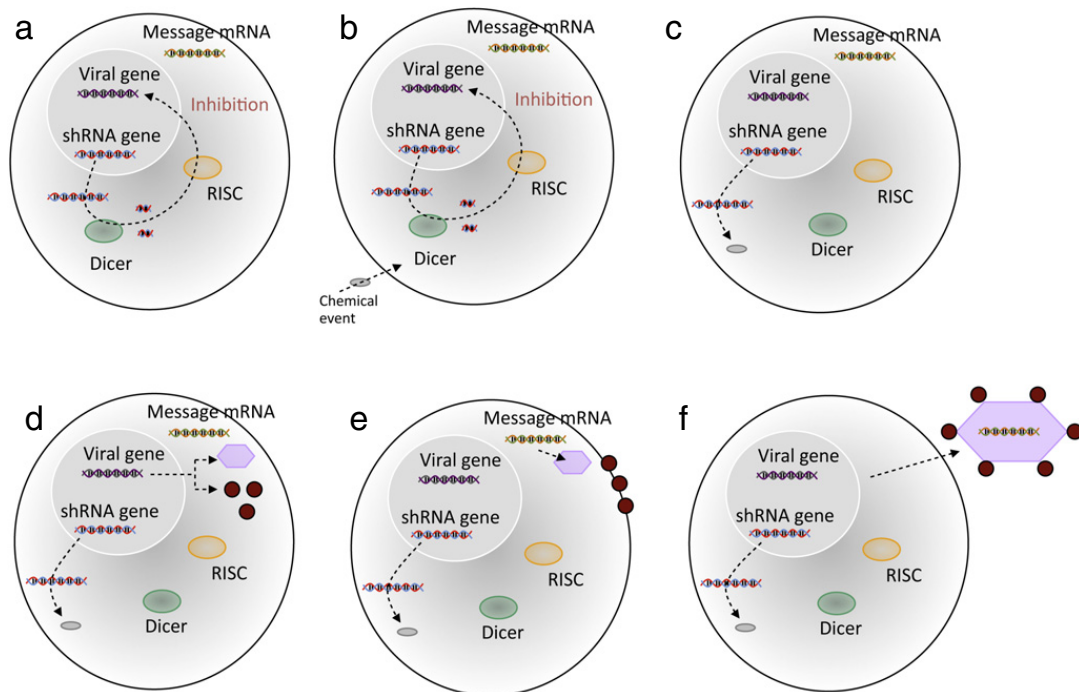 a
Message mRNA
Viral gene
Inhibition
shRNA gene
RISC
Dicer
b
Message mRNA
Viral gene
Inhibition
shRNA gene
RISC
Dicer
Chemical
event
c
Message mRNA
Viral gene
shRNA gene
RISC
Dicer
d
Message mRNA
Viral gene
shRNA gene
RISC
Dicer
e
Message mRNA
Viral gene
shRNA gene
RISC
Dicer
f
Viral gene
shRNA gene
RISC
Dicer